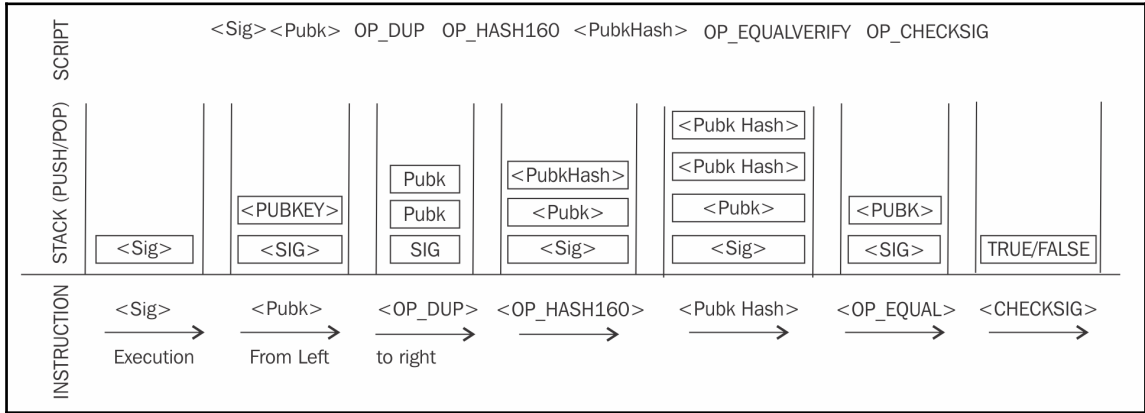 SCRIPT
<Sig> <Pubk> OP_DUP OP_HASH160 <PubkHash> OP_EQUALVERIFY OP_CHECKSIG
STACK (PUSH/POP)
<Sig>
<PUBKEY>
<SIG>
Pubk
Pubk
SIG
<PubkHash>
<Pubk>
<Sig>
<Pubk Hash>
<Pubk Hash>
<Pubk>
<Sig>
<PUBK>
<SIG>
TRUE/FALSE
INSTRUCTION
<Sig> <Pubk> <OP_DUP> <OP_HASH160> <Pubk Hash> <OP_EQUAL> <CHECKSIG>
Execution From Left to right